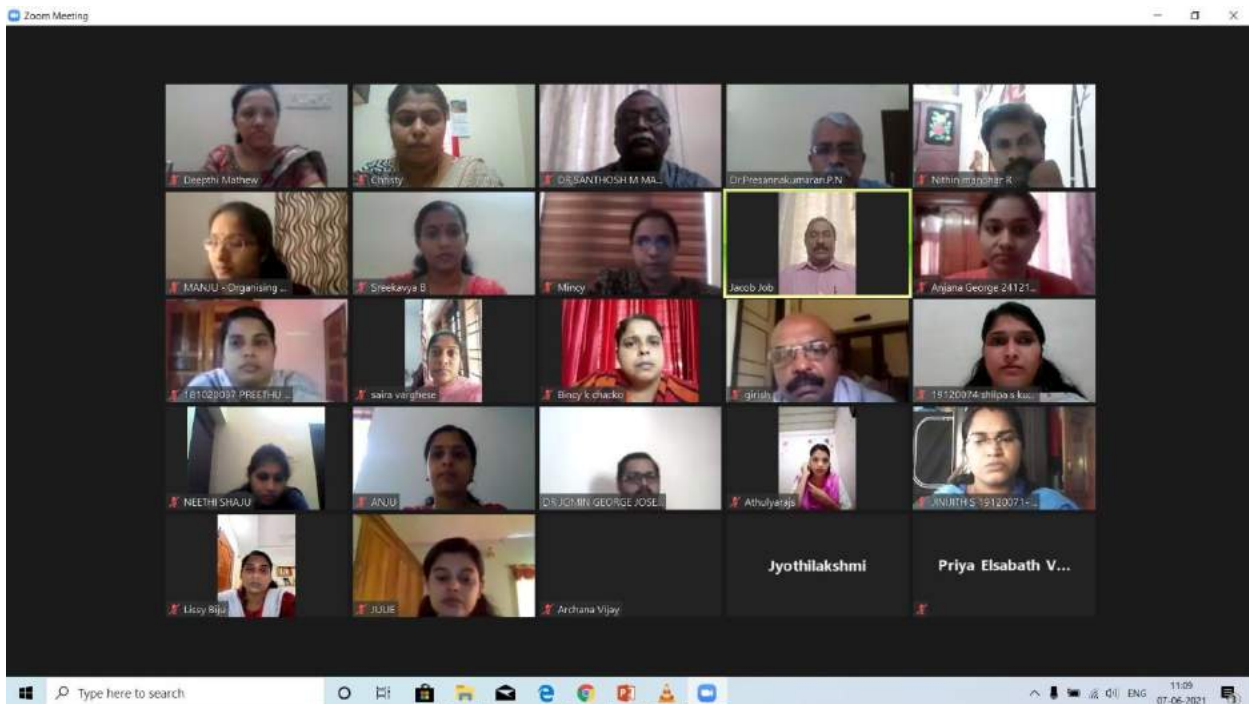 Zoom Meeting
Deepthi Mathew
Christy
DR SANTHOSH M MA...
Dr.Presannakumaran.P.N
Nithin manohar R
MANJU - Organising ...
Sreekavya B
Mincy
Jacob Job
Anjana George 24121...
PREETHU ...
saira varghese
Bincy k chacko
girish
19120074 shilpa s ku...
NEETHI SHAJU
ANJU
DR JOMIN GEORGE JOSE...
Athulyarajs
JINIJITH S 19120071-...
Lissy Biju
JULIE
Archana Vijay
Jyothilakshmi
Priya Elsabath V...
Type here to search
ENG
11:09
07-06-2021